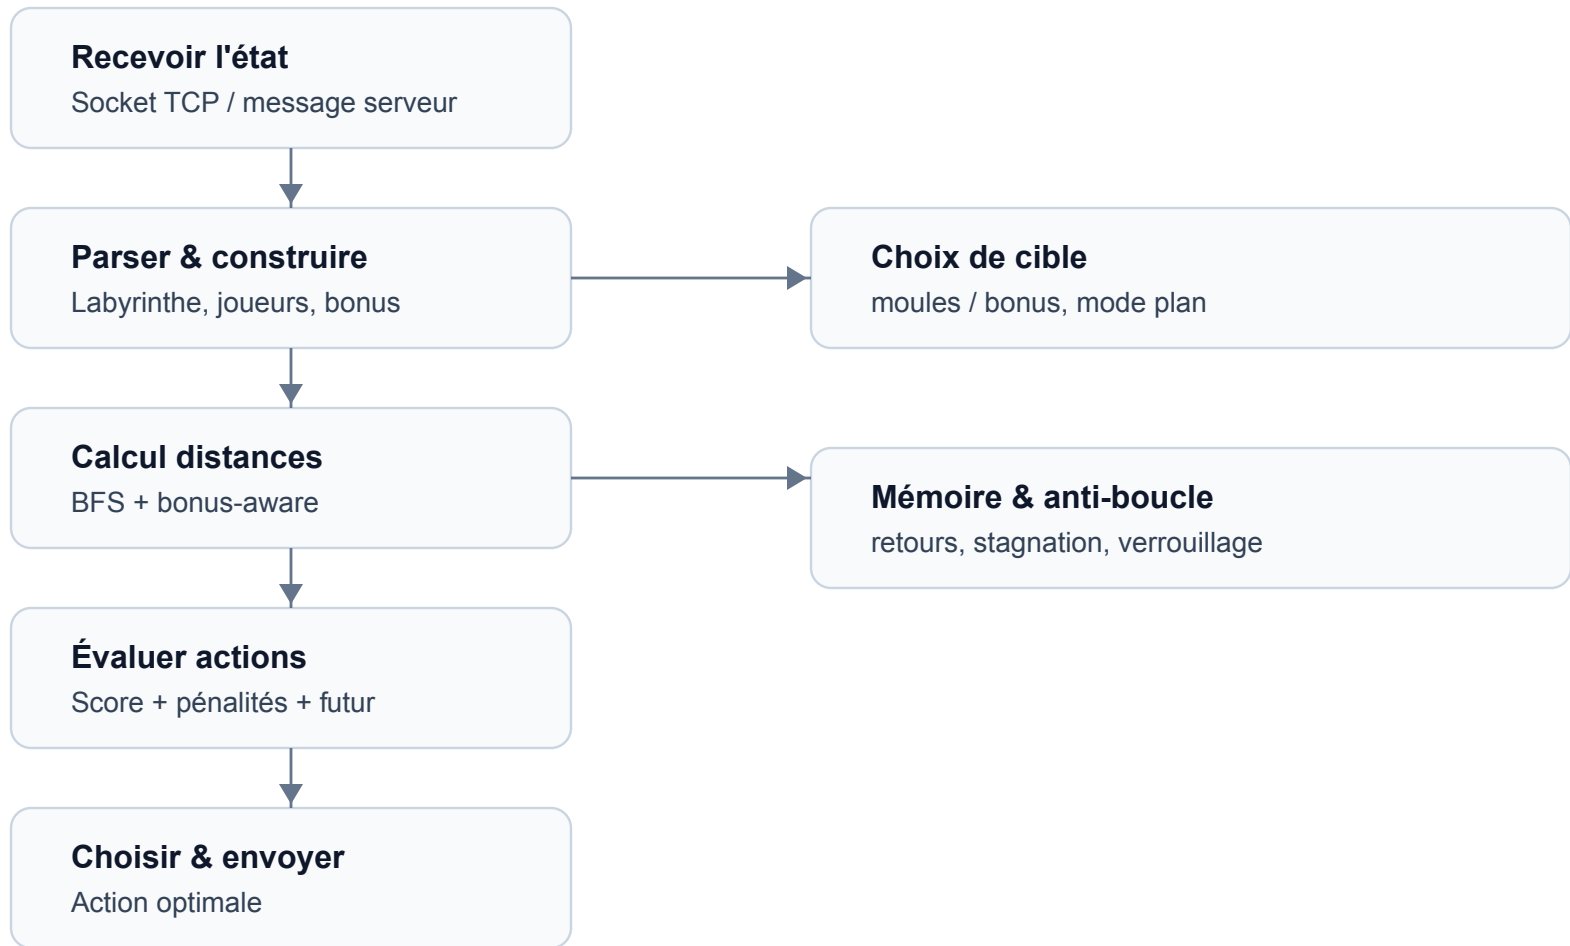 Recevoir l'état
Socket TCP / message serveur
Parser & construire
Labyrinthe, joueurs, bonus
Choix de cible
moules / bonus, mode plan
Calcul distances
BFS + bonus-aware
Mémoire & anti-boucle
retours, stagnation, verrouillage
Évaluer actions
Score + pénalités + futur
Choisir & envoyer
Action optimale